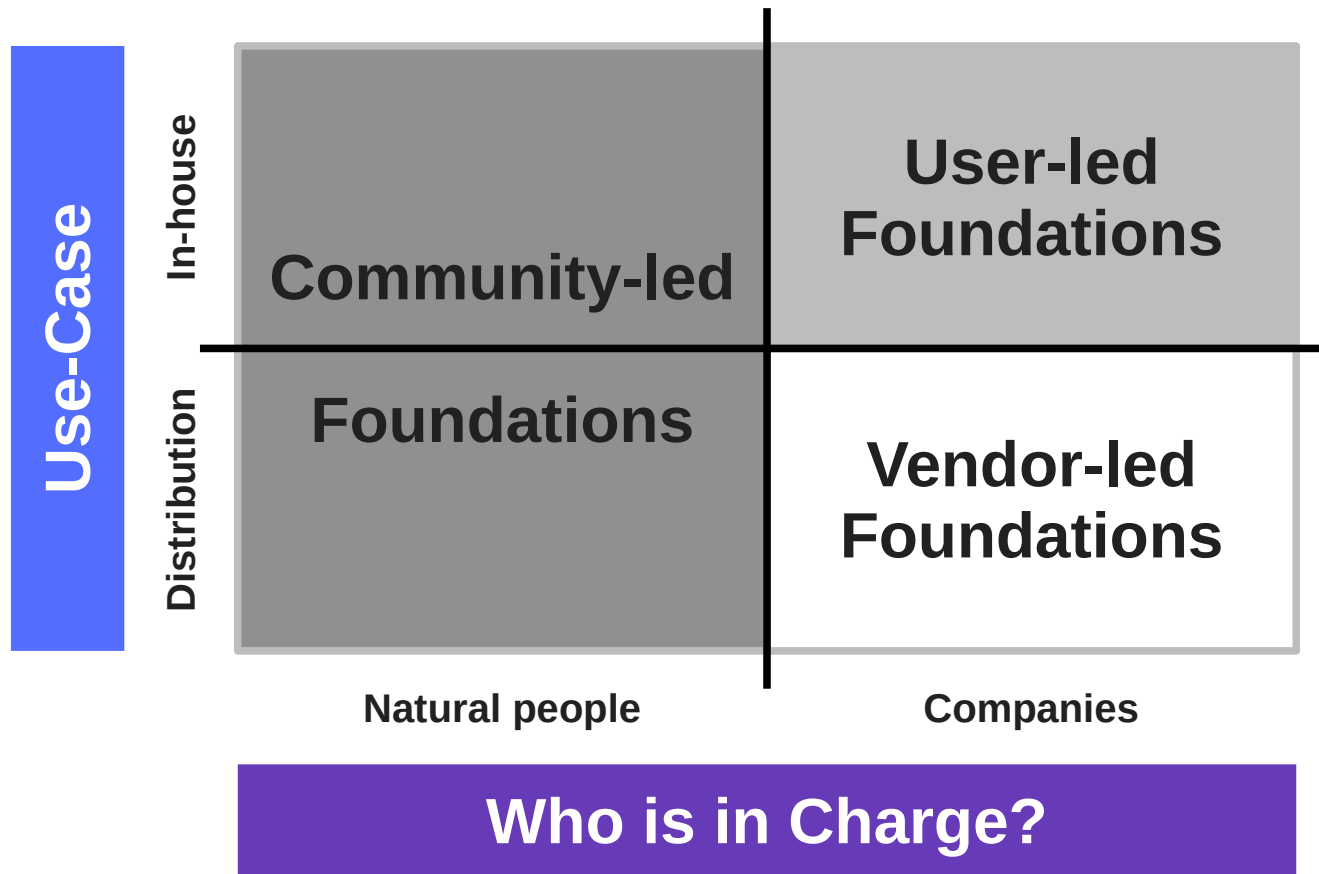 Use-Case
In-house
Distribution
Community-led
Foundations
User-led
Foundations
Vendor-led
Foundations
Natural people
Companies
Who is in Charge?